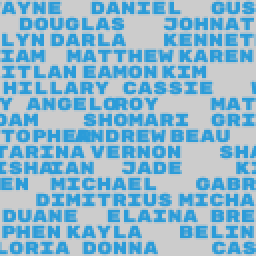 AYNE DANIEL GUS
DOUGLAS JOHNAT
LYN DARLA KENNET
IAM MATTHEW KAREN
ITLAN EAMON KIM
HILLARY CASSIE
Y ANGELO ROY MAT
DAM SHOMARI GRI
TOPHER ANDREW BEAU
TARINA VERNON SHA
ISHA IAN JADE KI
EN MICHAEL GABR
DIMITRIUS MICHA
DUANE ELAINA BRE
PHEN KAYLA BELIN
LORIA DONNA CAS